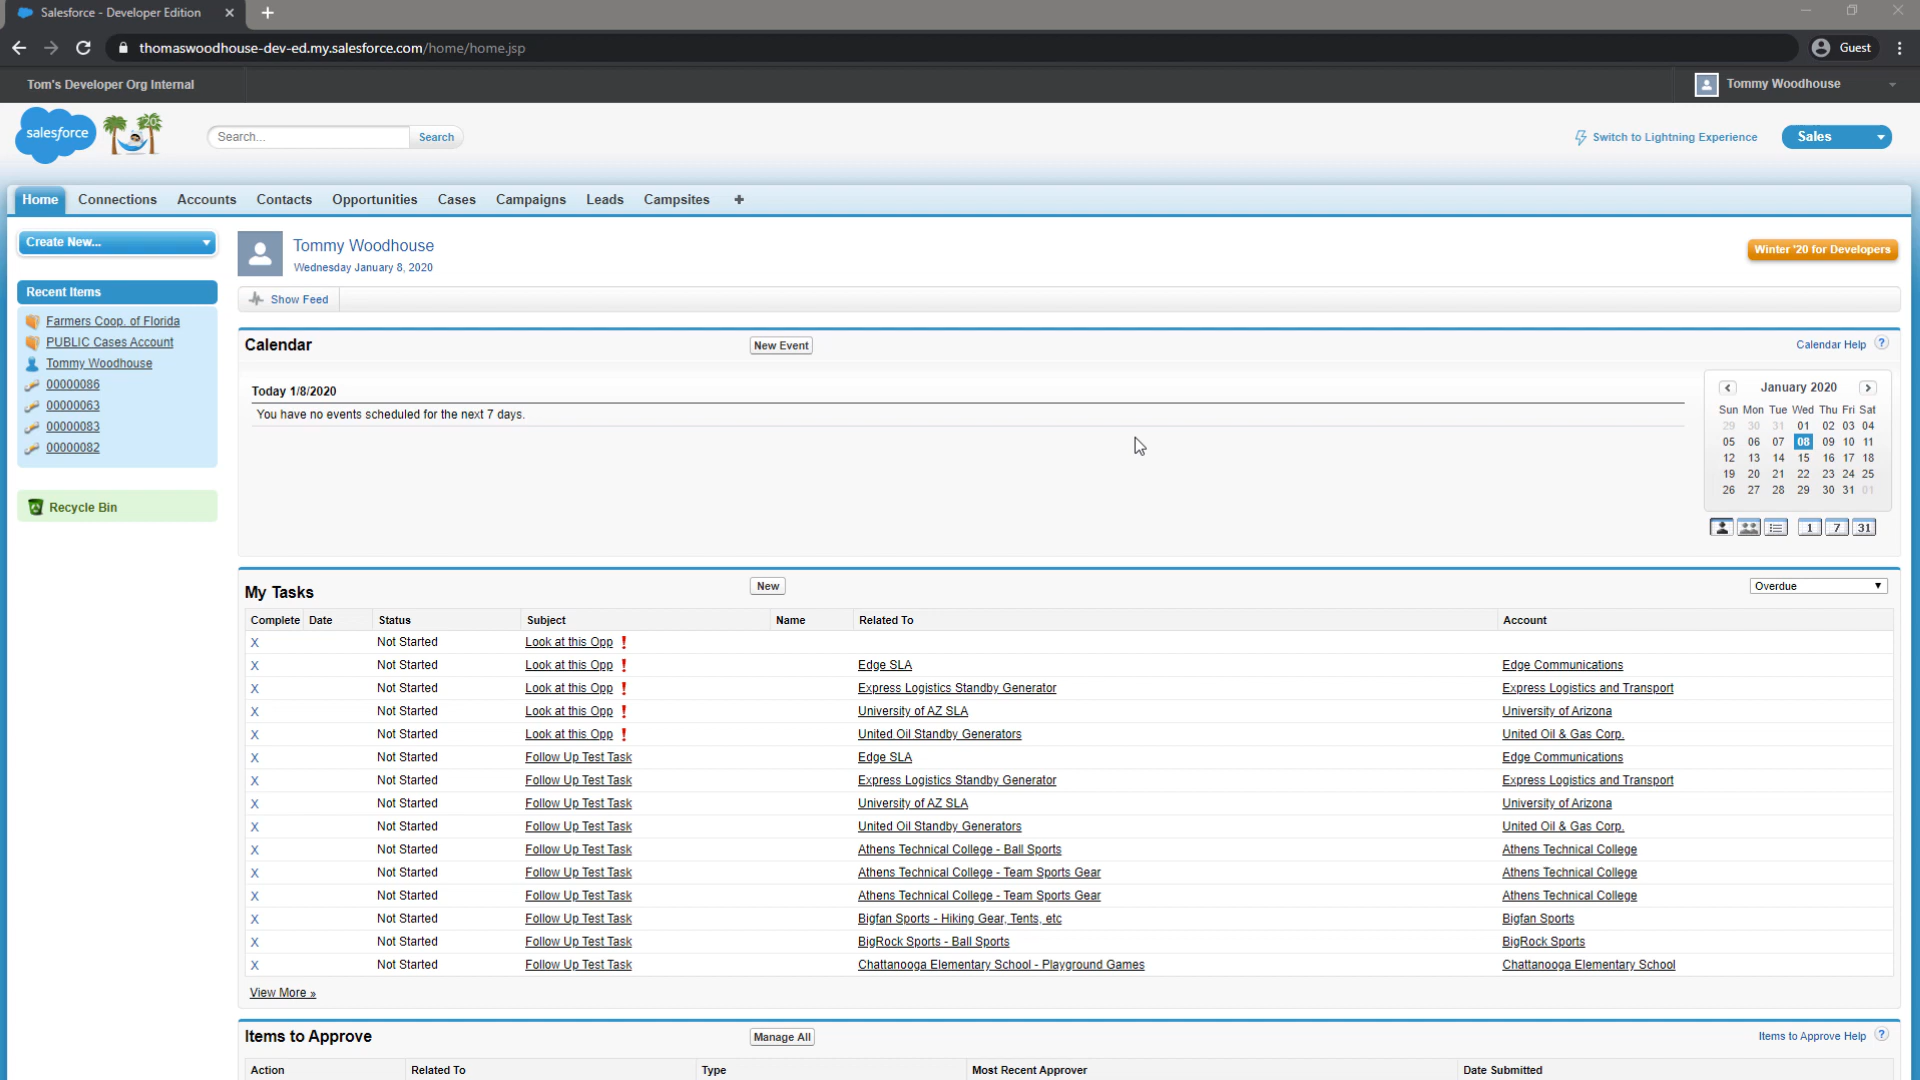 Salesforce - Developer Edition
thomaswoodhouse-dev-ed.my.salesforce.com/home/home.jsp
Guest
Tom's Developer Org Internal
Tommy Woodhouse
salesforce
'20
Search...
Search
Switch to Lightning Experience
Sales
Home Connections Accounts Contacts Opportunities Cases Campaigns Leads Campsites +
Create New...
Recent Items
Farmers Coop. of Florida
PUBLIC Cases Account
Tommy Woodhouse
00000086
00000063
00000083
00000082
Recycle Bin
Tommy Woodhouse
Wednesday January 8, 2020
Winter '20 for Developers
Show Feed
Calendar
New Event
Calendar Help ?
Today 1/8/2020
You have no events scheduled for the next 7 days.
January 2020
Sun Mon Tue Wed Thu Fri Sat
29 30 31 01 02 03 04
05 06 07 08 09 10 11
12 13 14 15 16 17 18
19 20 21 22 23 24 25
26 27 28 29 30 31 01
1 7 31
My Tasks
New
Overdue
Complete Date Status Subject Name Related To Account
X Not Started Look at this Opp !
X Not Started Look at this Opp ! Edge SLA Edge Communications
X Not Started Look at this Opp ! Express Logistics Standby Generator Express Logistics and Transport
X Not Started Look at this Opp ! University of AZ SLA University of Arizona
X Not Started Look at this Opp ! United Oil Standby Generators United Oil & Gas Corp.
X Not Started Follow Up Test Task Edge SLA Edge Communications
X Not Started Follow Up Test Task Express Logistics Standby Generator Express Logistics and Transport
X Not Started Follow Up Test Task University of AZ SLA University of Arizona
X Not Started Follow Up Test Task United Oil Standby Generators United Oil & Gas Corp.
X Not Started Follow Up Test Task Athens Technical College - Ball Sports Athens Technical College
X Not Started Follow Up Test Task Athens Technical College - Team Sports Gear Athens Technical College
X Not Started Follow Up Test Task Athens Technical College - Team Sports Gear Athens Technical College
X Not Started Follow Up Test Task Bigfan Sports - Hiking Gear, Tents, etc Bigfan Sports
X Not Started Follow Up Test Task BigRock Sports - Ball Sports BigRock Sports
X Not Started Follow Up Test Task Chattanooga Elementary School - Playground Games Chattanooga Elementary School
View More »
Items to Approve
Manage All
Items to Approve Help ?
Action Related To Type Most Recent Approver Date Submitted